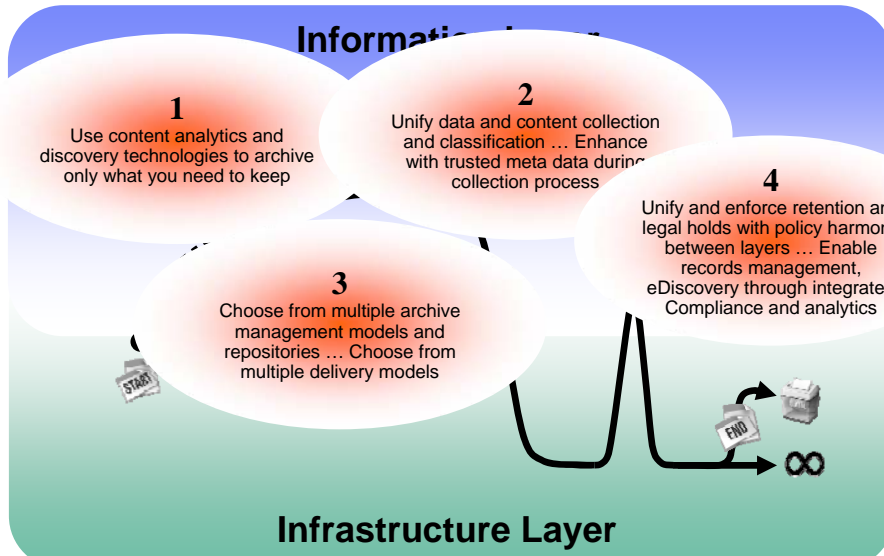 Information Layer
1
Use content analytics and
discovery technologies to archive
only what you need to keep
2
Unify data and content collection
and classification … Enhance
with trusted meta data during
collection process
3
Choose from multiple archive
management models and
repositories … Choose from
multiple delivery models
4
Unify and enforce retention an
legal holds with policy harmon
between layers … Enable
records management,
eDiscovery through integrate
Compliance and analytics
START
END
∞
Infrastructure Layer